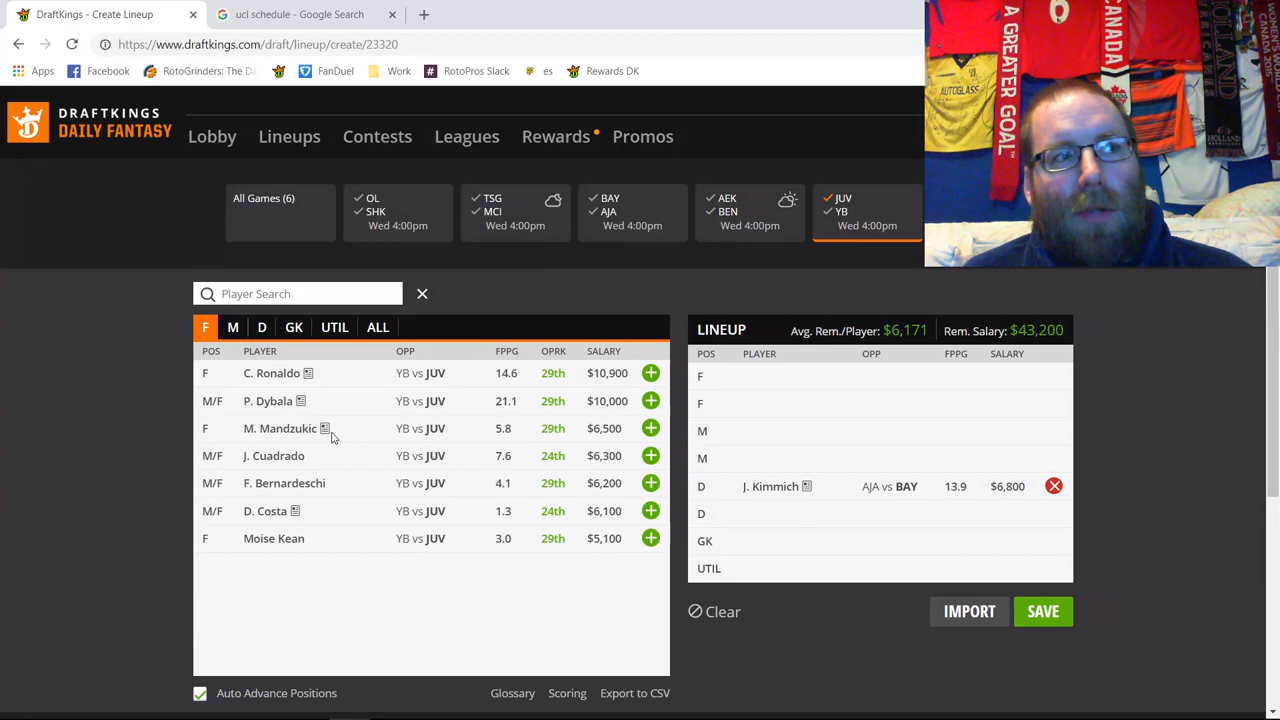 DraftKings - Create Lineup
ucl schedule - Google Search
https://www.draftkings.com/draft/lineup/create/23320
Apps Facebook RotoGrinders: The Da FanDuel Work RotoPros Slack es Rewards DK
DRAFTKINGS
DAILY FANTASY
Lobby Lineups Contests Leagues Rewards Promos
All Games (6)
OL
SHK
Wed 4:00pm
TSG
MCI
Wed 4:00pm
BAY
AJA
Wed 4:00pm
AEK
BEN
Wed 4:00pm
JUV
YB
Wed 4:00pm
A GREATER GOAL
CANADA
HOLLAND
AUTOGLASS
Player Search
F M D GK UTIL ALL
POS PLAYER OPP FPPG OPRK SALARY
F C. Ronaldo YB vs JUV 14.6 29th $10,900
M/F P. Dybala YB vs JUV 21.1 29th $10,000
F M. Mandzukic YB vs JUV 5.8 29th $6,500
M/F J. Cuadrado YB vs JUV 7.6 24th $6,300
M/F F. Bernardeschi YB vs JUV 4.1 29th $6,200
M/F D. Costa YB vs JUV 1.3 24th $6,100
F Moise Kean YB vs JUV 3.0 29th $5,100
Auto Advance Positions
Glossary Scoring Export to CSV
LINEUP Avg. Rem./Player: $6,171 Rem. Salary: $43,200
POS PLAYER OPP FPPG SALARY
F
F
M
M
D J. Kimmich AJA vs BAY 13.9 $6,800
D
GK
UTIL
Clear IMPORT SAVE